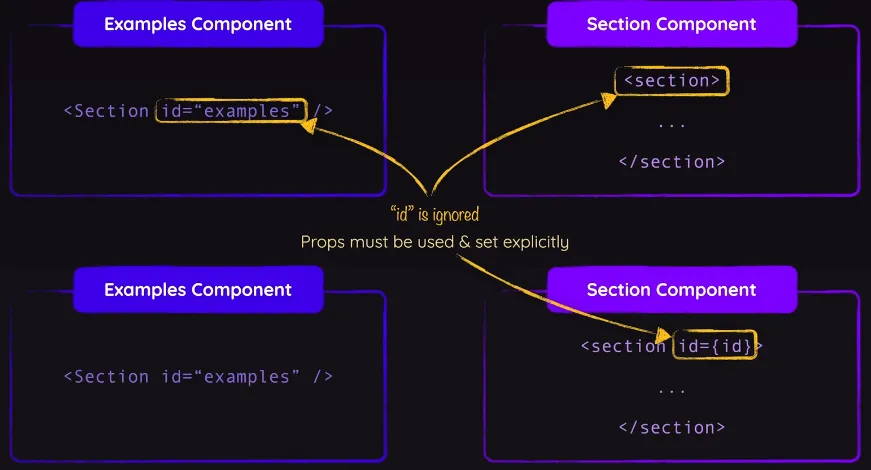 Examples Component
<Section id=“examples” />
Section Component
<section>
...
</section>
“id” is ignored
Props must be used & set explicitly
Examples Component
<Section id=“examples” />
Section Component
<section id={id}>
...
</section>